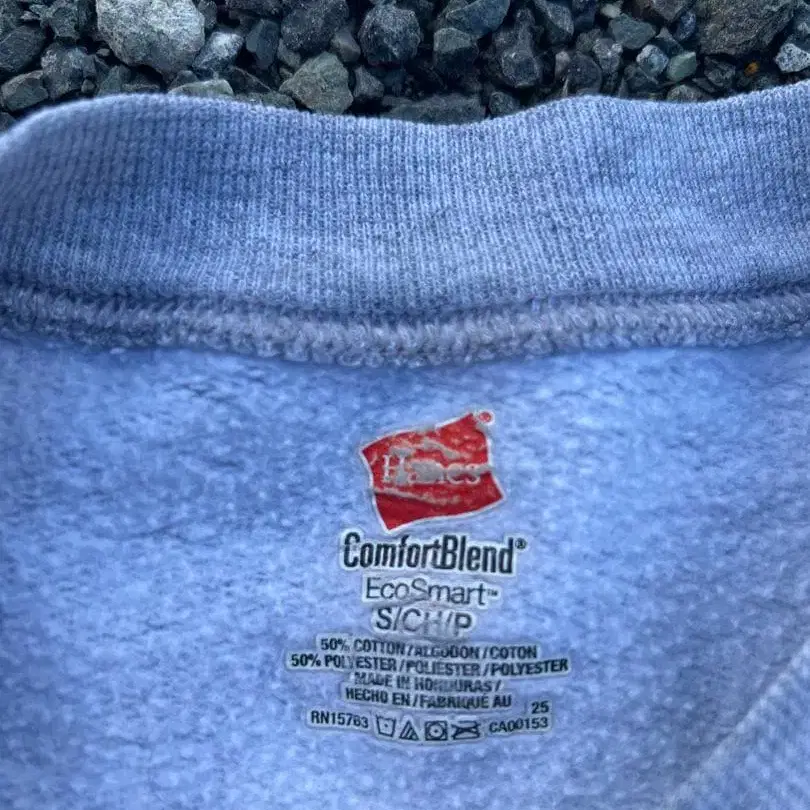 Hanes®
ComfortBlend®
EcoSmart™
S/CH/P
50% COTTON/ALGODON/COTON
50% POLYESTER/POLIESTER/POLYESTER
MADE IN HONDURAS/
HECHO EN/FABRIQUÉ AU 25
RN15763 CA00153